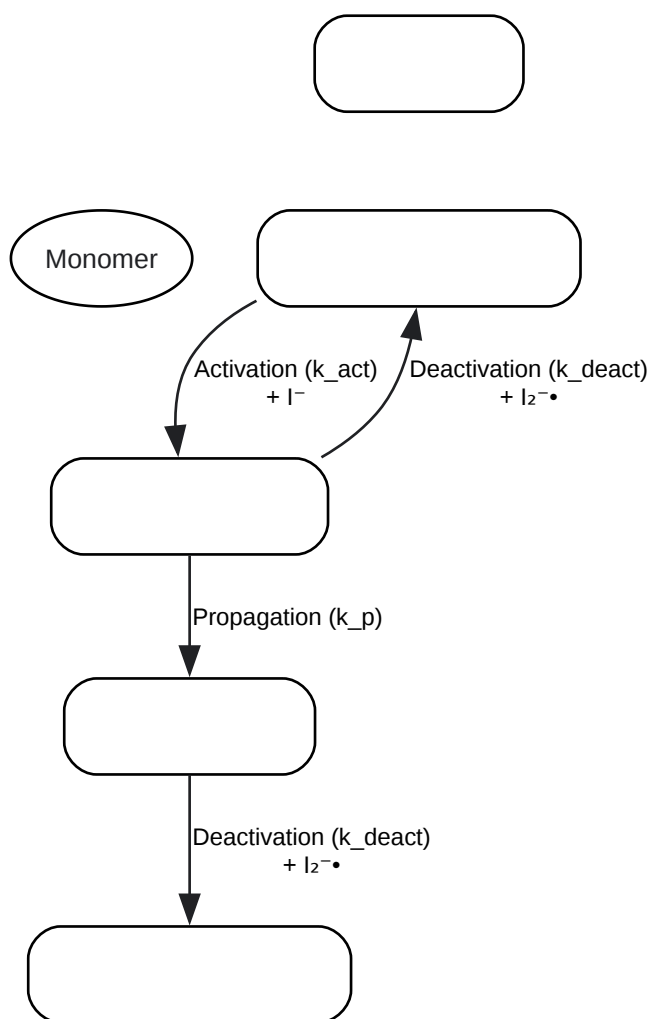 Monomer
Activation (k_act)
+ I⁻
Deactivation (k_deact)
+ I₂⁻•
Propagation (k_p)
Deactivation (k_deact)
+ I₂⁻•